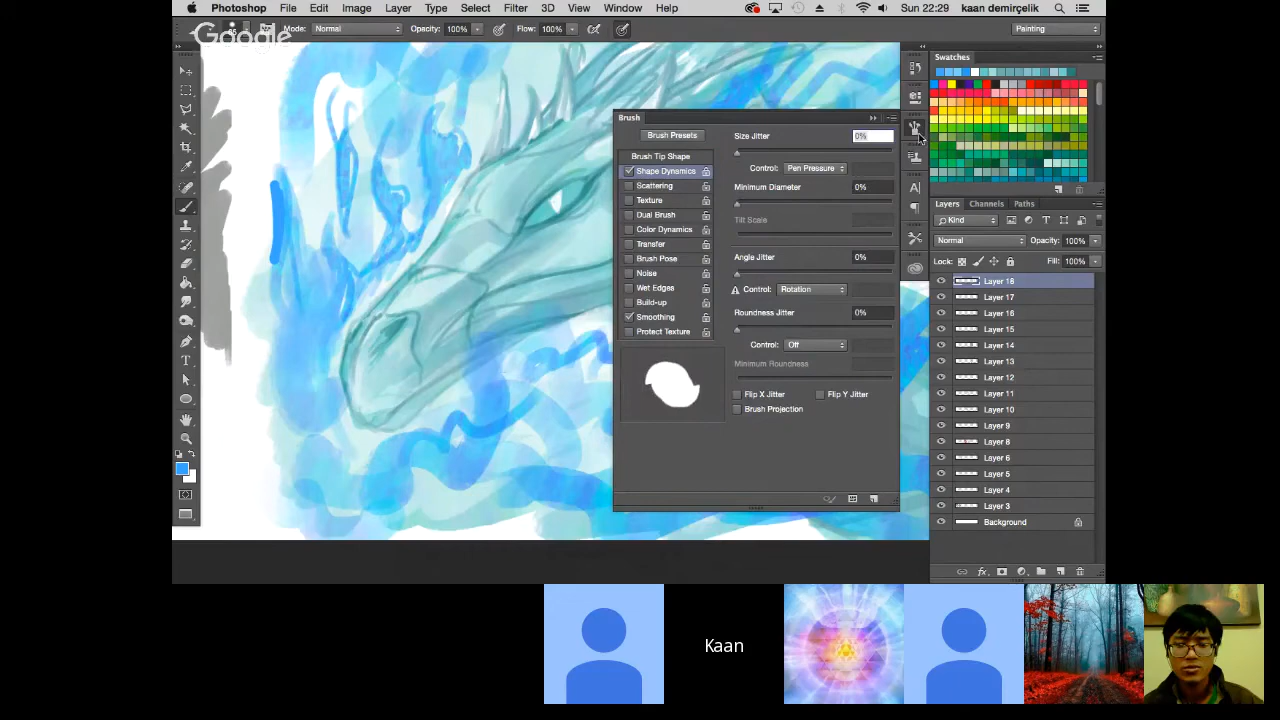 Photoshop File Edit Image Layer Type Select Filter 3D View Window Help Sun 22:29 kaan demirçelik
Google
Mode: Normal Opacity: 100% Flow: 100% Painting
Swatches
Brush
Brush Presets
Size Jitter 0%
Brush Tip Shape
Shape Dynamics
Control: Pen Pressure
Scattering
Minimum Diameter 0%
Texture
Dual Brush
Tilt Scale
Color Dynamics
Transfer
Brush Pose
Angle Jitter 0%
Noise
Wet Edges
Control: Rotation
Build-up
Smoothing
Roundness Jitter 0%
Protect Texture
Control: Off
Minimum Roundness
Flip X Jitter Flip Y Jitter
Brush Projection
Layers Channels Paths
Kind
Normal Opacity: 100%
Lock: Fill: 100%
Layer 18
Layer 17
Layer 16
Layer 15
Layer 14
Layer 13
Layer 12
Layer 11
Layer 10
Layer 9
Layer 8
Layer 6
Layer 5
Layer 4
Layer 3
Background
Kaan